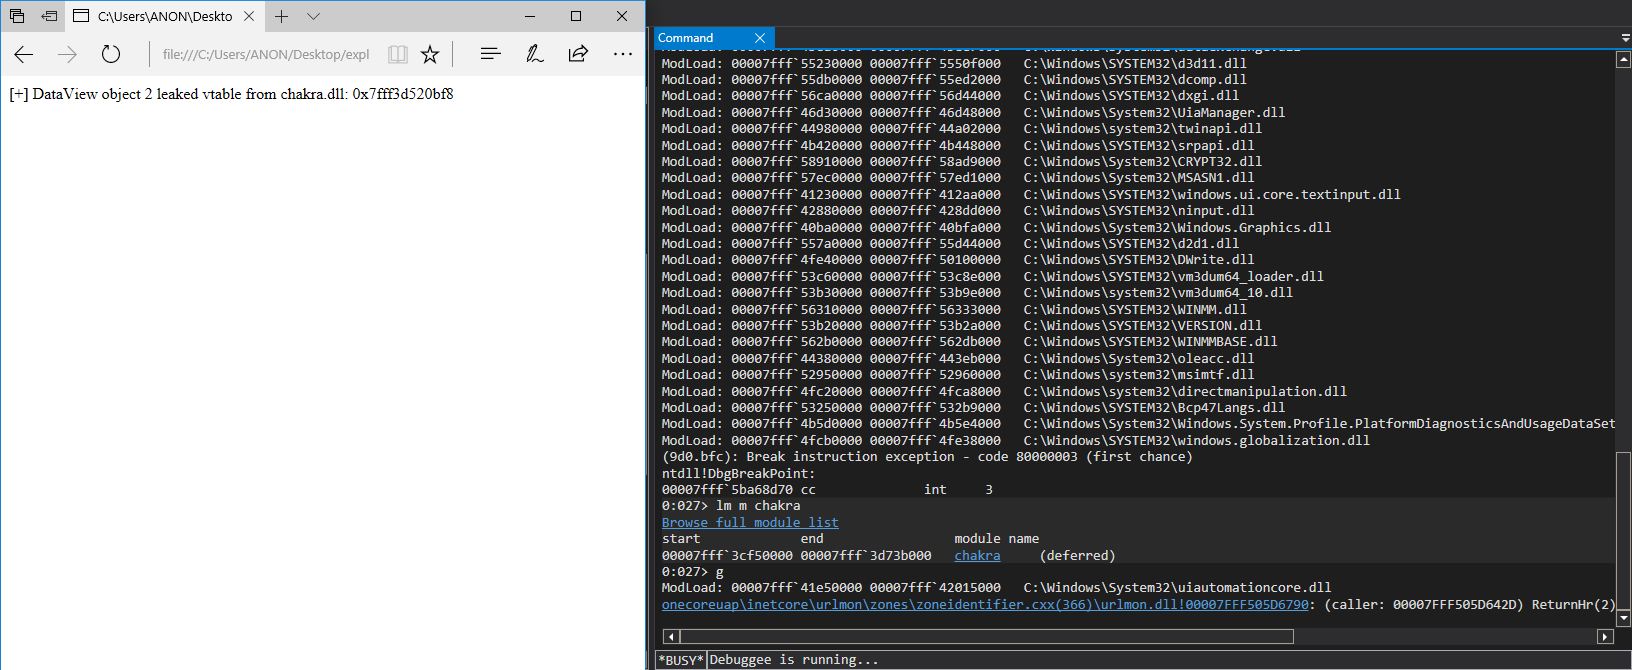 C:\Users\ANON\Deskto
file:///C:/Users/ANON/Desktop/expl
[+] DataView object 2 leaked vtable from chakra.dll: 0x7fff3d520bf8
Command
ModLoad: 00007fff`55230000 00007fff`5550f000 C:\Windows\SYSTEM32\d3d11.dll
ModLoad: 00007fff`55db0000 00007fff`55ed2000 C:\Windows\SYSTEM32\dcomp.dll
ModLoad: 00007fff`56ca0000 00007fff`56d44000 C:\Windows\SYSTEM32\dxgi.dll
ModLoad: 00007fff`46d30000 00007fff`46d48000 C:\Windows\System32\UiaManager.dll
ModLoad: 00007fff`44980000 00007fff`44a02000 C:\Windows\System32\twinapi.dll
ModLoad: 00007fff`4b420000 00007fff`4b448000 C:\Windows\System32\srpapi.dll
ModLoad: 00007fff`58910000 00007fff`58ad9000 C:\Windows\System32\CRYPT32.dll
ModLoad: 00007fff`57ec0000 00007fff`57ed1000 C:\Windows\System32\MSASN1.dll
ModLoad: 00007fff`41230000 00007fff`412aa000 C:\Windows\SYSTEM32\windows.ui.core.textinput.dll
ModLoad: 00007fff`42880000 00007fff`428dd000 C:\Windows\SYSTEM32\ninput.dll
ModLoad: 00007fff`40ba0000 00007fff`40bfa000 C:\Windows\System32\Windows.Graphics.dll
ModLoad: 00007fff`557a0000 00007fff`55d44000 C:\Windows\SYSTEM32\d2d1.dll
ModLoad: 00007fff`4fe40000 00007fff`50100000 C:\Windows\SYSTEM32\DWrite.dll
ModLoad: 00007fff`53c60000 00007fff`53c8e000 C:\Windows\SYSTEM32\vm3dum64_loader.dll
ModLoad: 00007fff`53b30000 00007fff`53b9e000 C:\Windows\system32\vm3dum64_10.dll
ModLoad: 00007fff`56310000 00007fff`56333000 C:\Windows\SYSTEM32\WINMM.dll
ModLoad: 00007fff`53b20000 00007fff`53b2a000 C:\Windows\SYSTEM32\VERSION.dll
ModLoad: 00007fff`562b0000 00007fff`562db000 C:\Windows\SYSTEM32\WINMMBASE.dll
ModLoad: 00007fff`44380000 00007fff`443eb000 C:\Windows\System32\oleacc.dll
ModLoad: 00007fff`52950000 00007fff`52960000 C:\Windows\System32\msimtf.dll
ModLoad: 00007fff`4fc20000 00007fff`4fca8000 C:\Windows\System32\directmanipulation.dll
ModLoad: 00007fff`53250000 00007fff`532b9000 C:\Windows\SYSTEM32\Bcp47Langs.dll
ModLoad: 00007fff`4b5d0000 00007fff`4b5e4000 C:\Windows\System32\Windows.System.Profile.PlatformDiagnosticsAndUsageDataSet
ModLoad: 00007fff`4fcb0000 00007fff`4fe38000 C:\Windows\SYSTEM32\windows.globalization.dll
(9d0.bfc): Break instruction exception - code 80000003 (first chance)
ntdll!DbgBreakPoint:
00007fff`5ba68d70 cc int 3
0:027> lm m chakra
Browse full module list
start end module name
00007fff`3cf50000 00007fff`3d73b000 chakra (deferred)
0:027> g
ModLoad: 00007fff`41e50000 00007fff`42015000 C:\Windows\System32\uiautomationcore.dll
onecoreuap\inetcore\urlmon\zones\zoneidentifier.cxx(366)\urlmon.dll!00007FFF505D6790: (caller: 00007FFF505D642D) ReturnHr(2)
*BUSY* Debuggee is running...